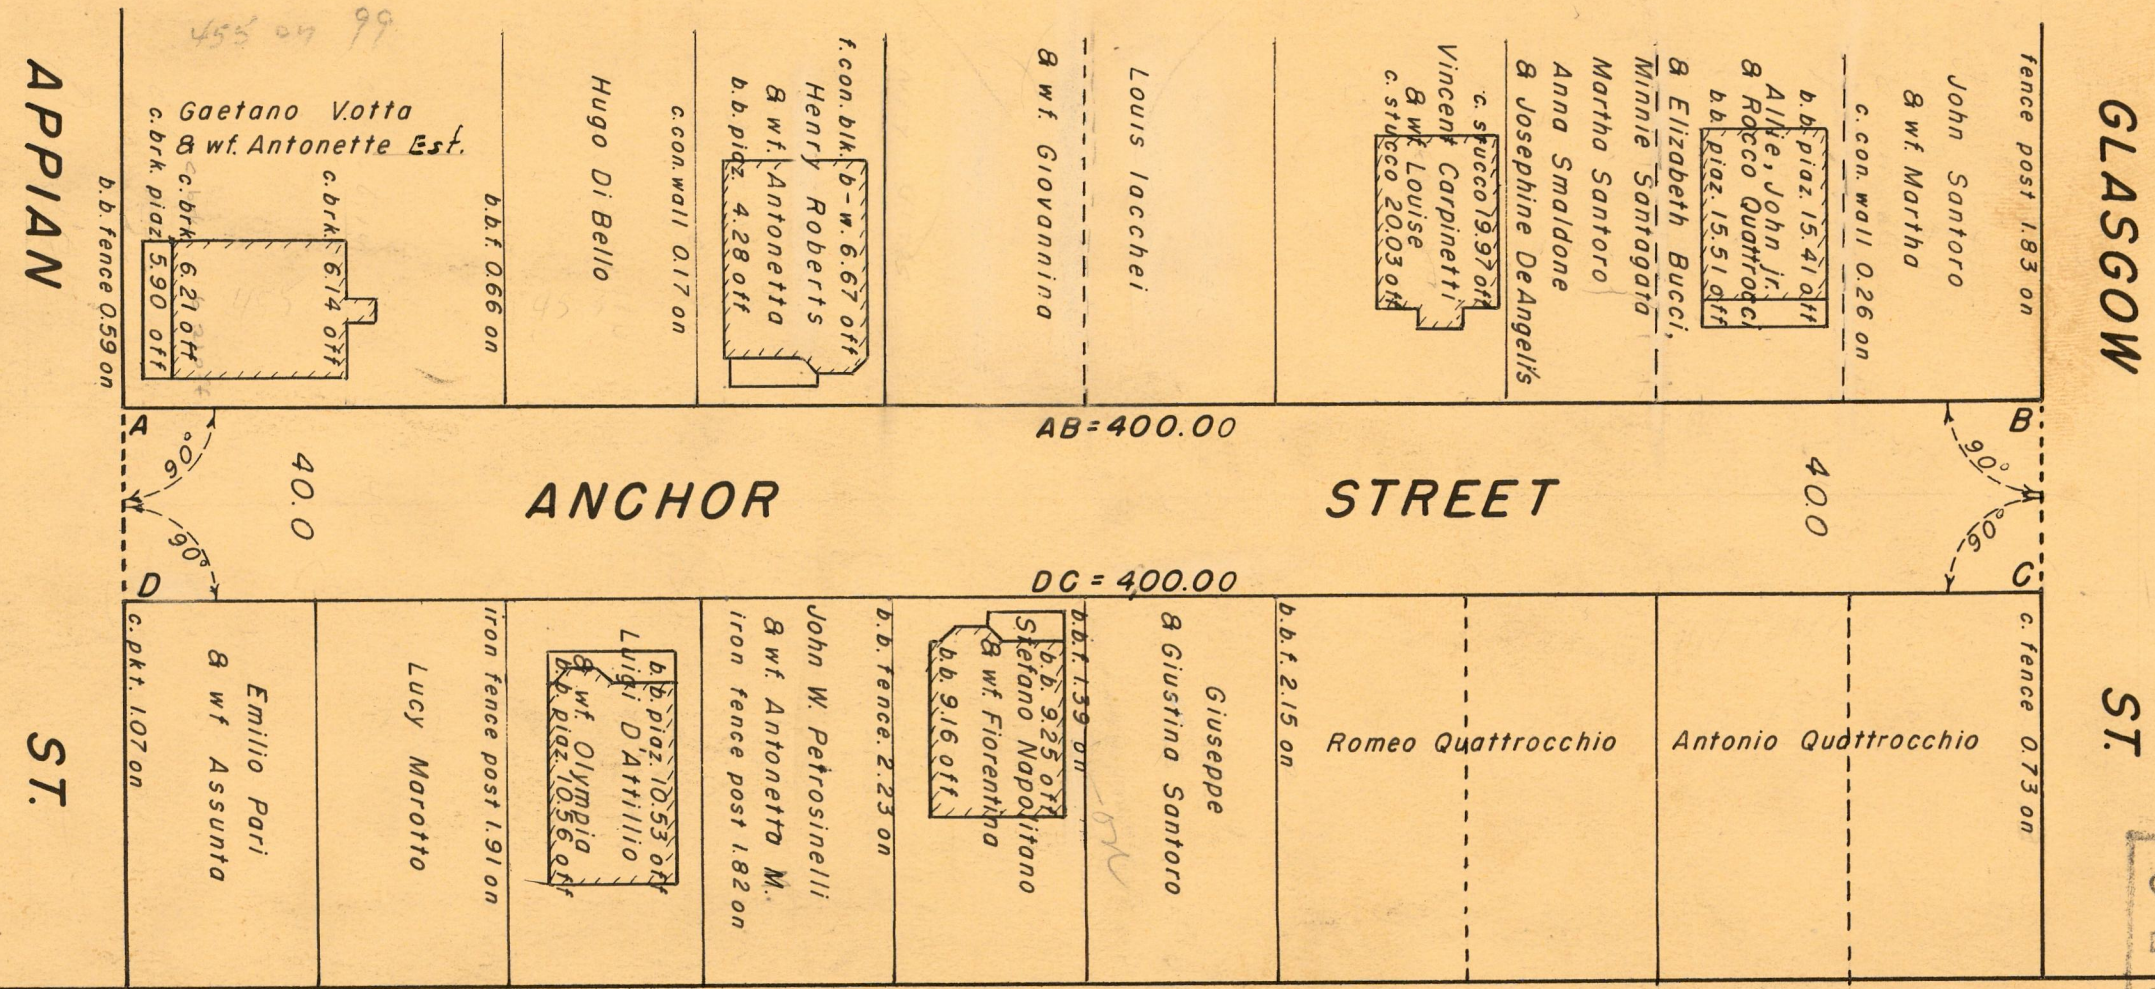 455 on 99
APPIAN
ST.
b.b. fence 0.59 on
Gaetano Votta
& wf. Antonette Est.
c. brk. piaz. 5.90 off
c. brk. 6.21 off
c. brk. 6.14 off
b.b.f. 0.66 on
Hugo Di Bello
c. con. wall 0.17 on
f. con. blk. b-w. 6.67 off
Henry Roberts
& wf. Antonetta
b.b. piaz. 4.28 off
Louis Iacchei
& wf. Giovannina
c. stucco 19.97 off
Vincent Carpinetti
& wf. Louise
c. stucco 20.03 off
Minnie Santagata
Martha Santoro
Anna Smaldone
& Josephine DeAngelis
b.b. piaz. 15.41 off
Allie, John jr.
& Rocco Quattrocci
b.b. piaz. 15.51 off
& Elizabeth Bucci,
fence post 1.83 on
John Santoro
& wf. Martha
c. con. wall 0.26 on
GLASGOW
ST.
A
AB=400.00
B
90°
90°
40.0
ANCHOR STREET
40.0
90°
90°
D
DC = 400.00
C
c. pkt. 1.07 on
Emilio Pari
& wf Assunta
Lucy Marotto
iron fence post 1.91 on
b.b. piaz. 10.53 off
Luigi D'Attilio
& wf. Olympia
b.b. piaz. 10.56 off
John W. Petrosinelli
& wf. Antonetta M.
iron fence post 1.82 on
b.b. fence. 2.23 on
b.b. 9.25 off
Stefano Napolitano
& wf. Fiorentina
b.b. 9.16 off
b.b.f. 1.39 on
Giuseppe
& Giustina Santoro
b.b.f. 2.15 on
Romeo Quattrocchio
Antonio Quattrocchio
c. fence 0.73 on